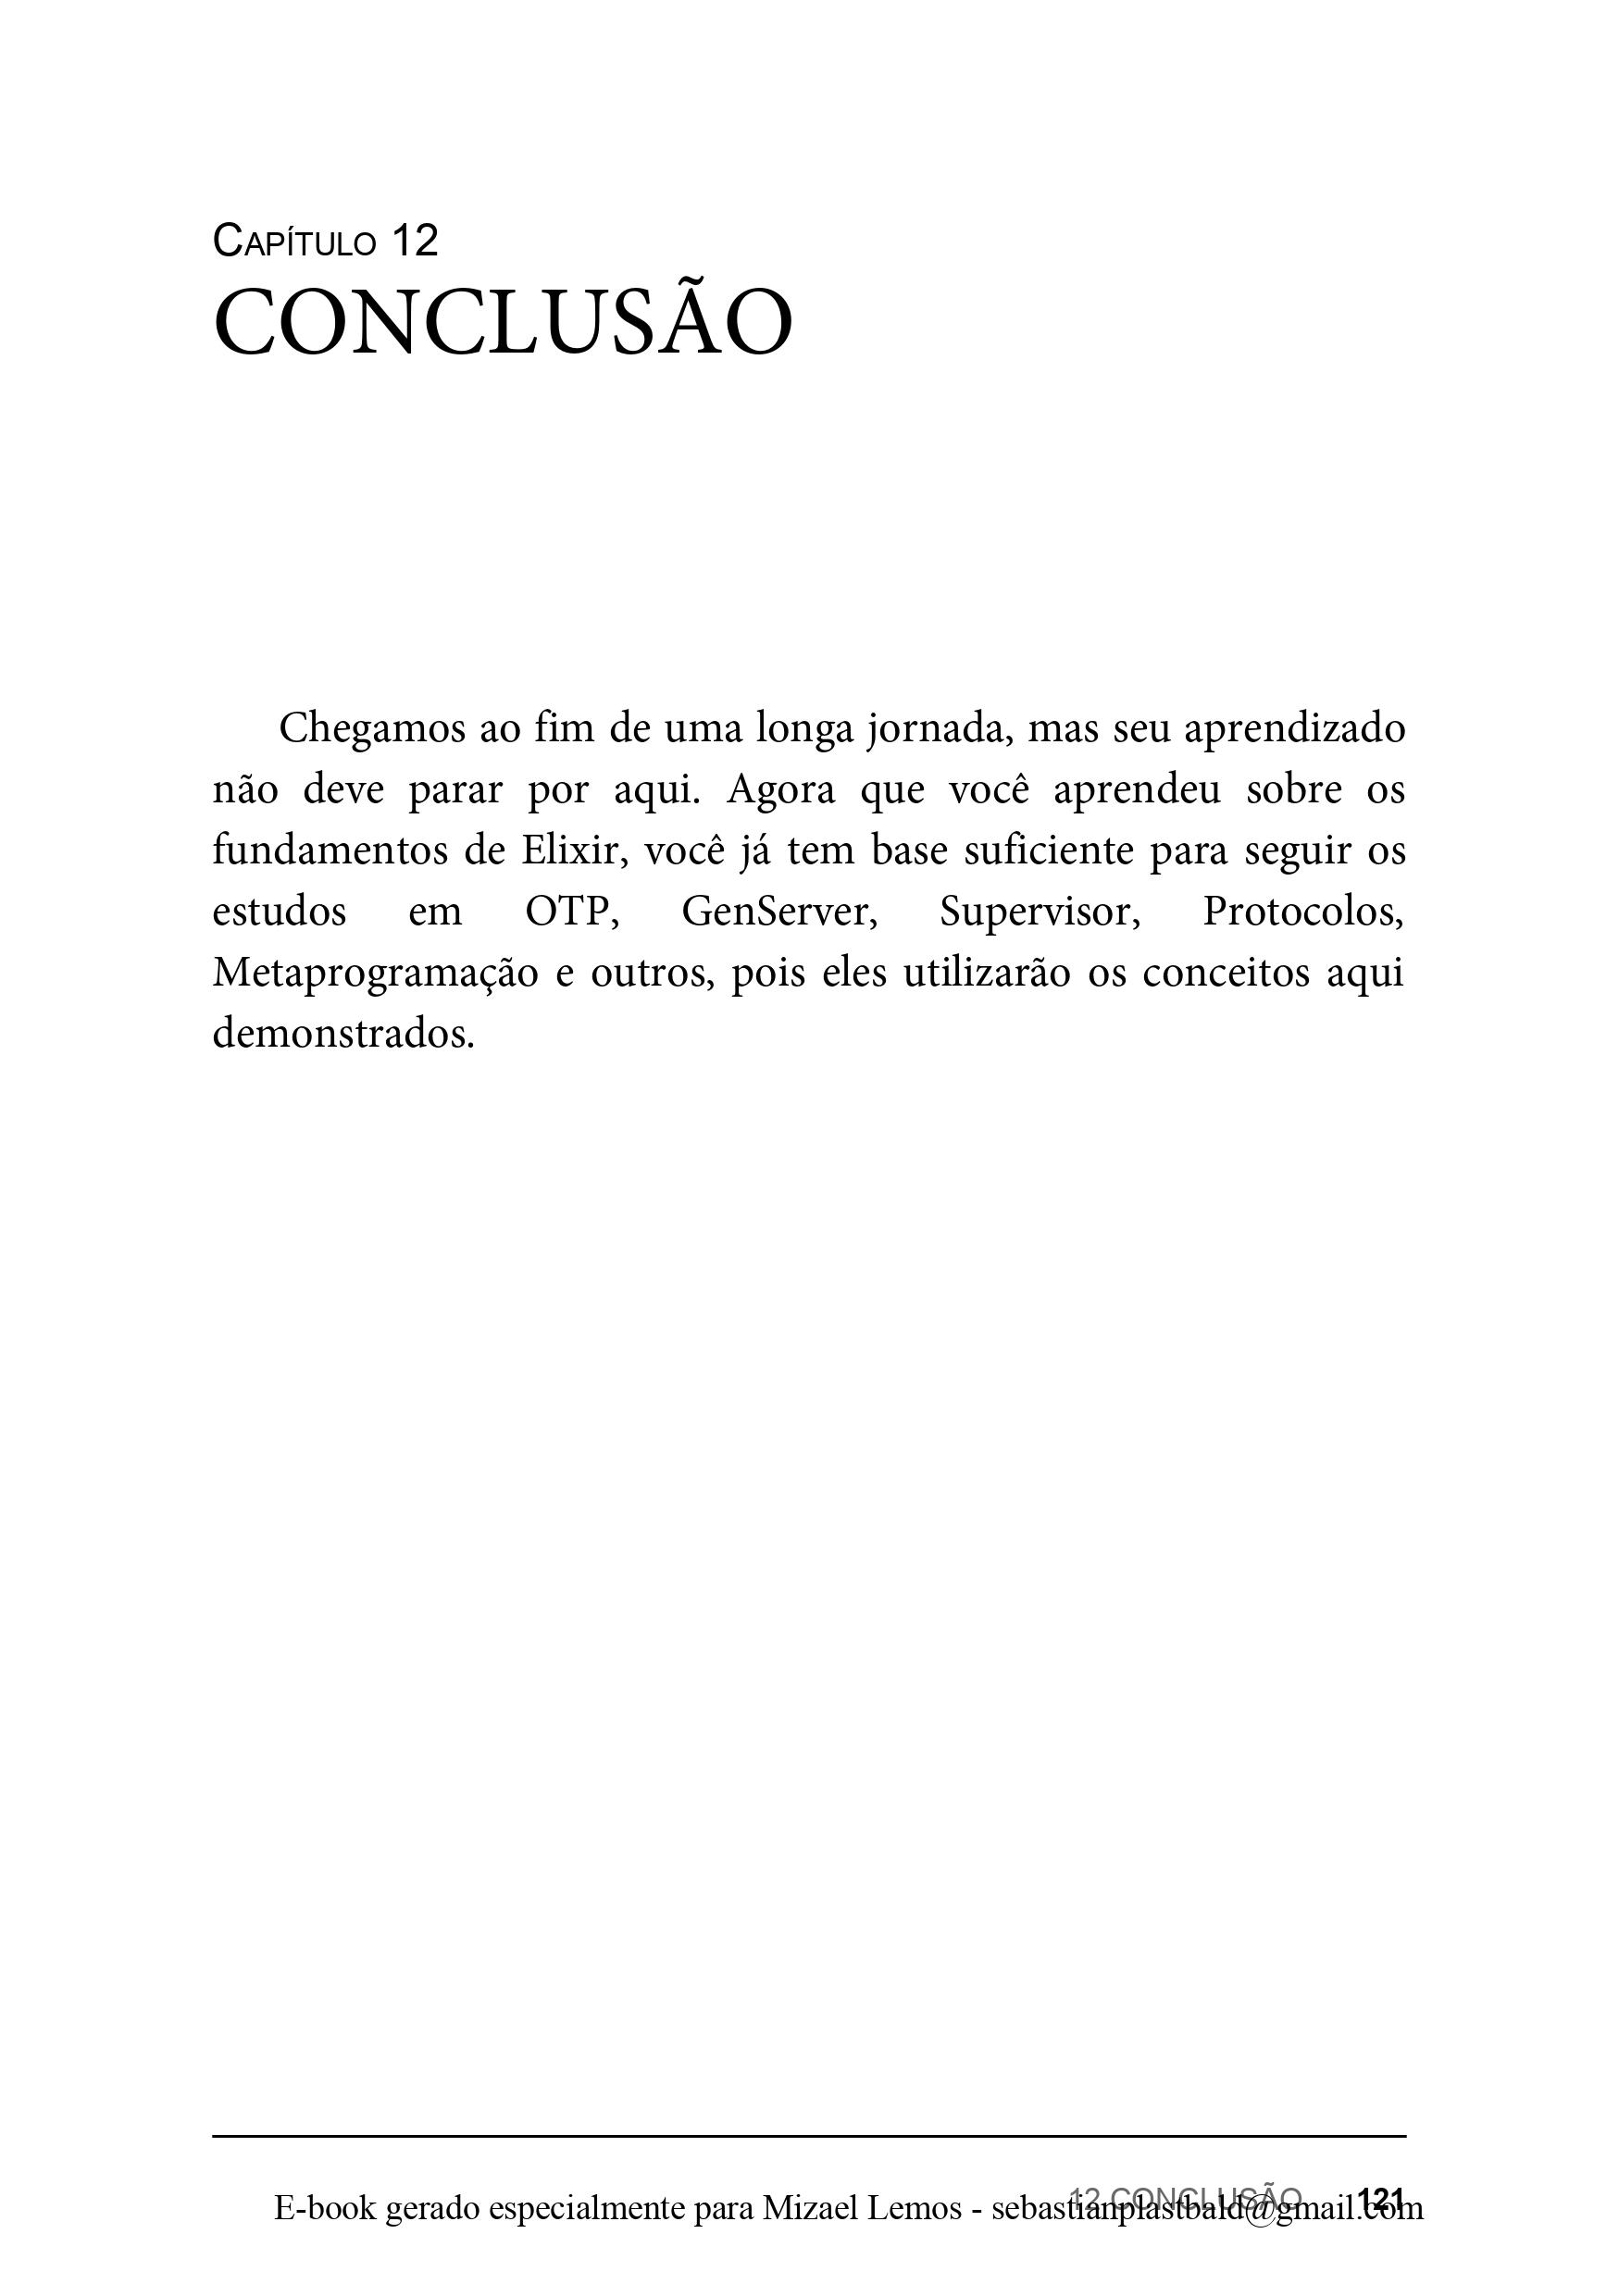 CAPÍTULO 12
CONCLUSÃO
Chegamos ao fim de uma longa jornada, mas seu aprendizado
não deve parar por aqui. Agora que você aprendeu sobre os
fundamentos de Elixir, você já tem base suficiente para seguir os
estudos em OTP, GenServer, Supervisor, Protocolos,
Metaprogramação e outros, pois eles utilizarão os conceitos aqui
demonstrados.
12 CONCLUSÃO 121
E-book gerado especialmente para Mizael Lemos - sebastianplastbald@gmail.com